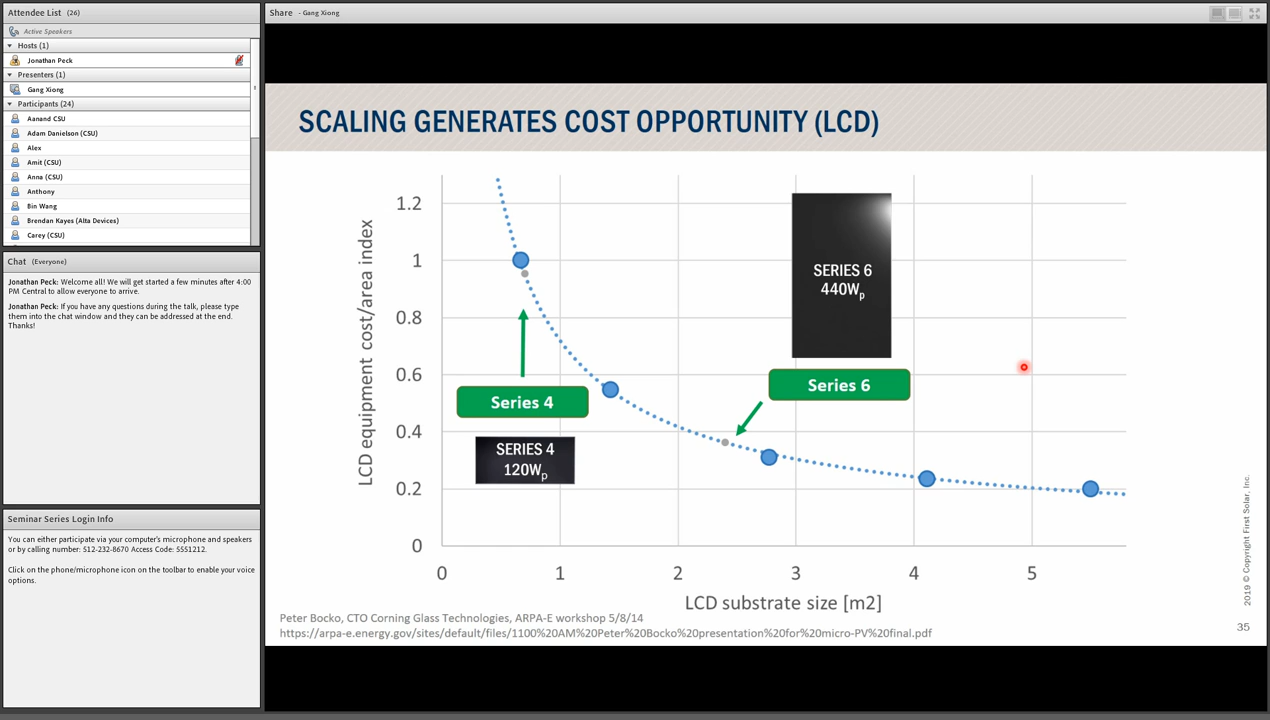 Attendee List (26)
Active Speakers
Hosts (1)
Jonathan Peck
Presenters (1)
Gang Xiong
Participants (24)
Aanand CSU
Adam Danielson (CSU)
Alex
Amit (CSU)
Anna (CSU)
Anthony
Bin Wang
Brendan Kayes (Alta Devices)
Carey (CSU)
Chat (Everyone)
Jonathan Peck: Welcome all! We will get started a few minutes after 4:00
PM Central to allow everyone to arrive.
Jonathan Peck: If you have any questions during the talk, please type
them into the chat window and they can be addressed at the end.
Thanks!
Seminar Series Login Info
You can either participate via your computer's microphone and speakers
or by calling number: 512-232-8670 Access Code: 5551212.
Click on the phone/microphone icon on the toolbar to enable your voice
options.
Share - Gang Xiong
SCALING GENERATES COST OPPORTUNITY (LCD)
LCD equipment cost/area index
1.2
1
0.8
0.6
0.4
0.2
0
SERIES 6
440Wp
Series 6
Series 4
SERIES 4
120Wp
0 1 2 3 4 5
LCD substrate size [m2]
Peter Bocko, CTO Corning Glass Technologies, ARPA-E workshop 5/8/14
https://arpa-e.energy.gov/sites/default/files/1100%20AM%20Peter%20Bocko%20presentation%20for%20micro-PV%20final.pdf
2019 © Copyright First Solar, Inc.
35